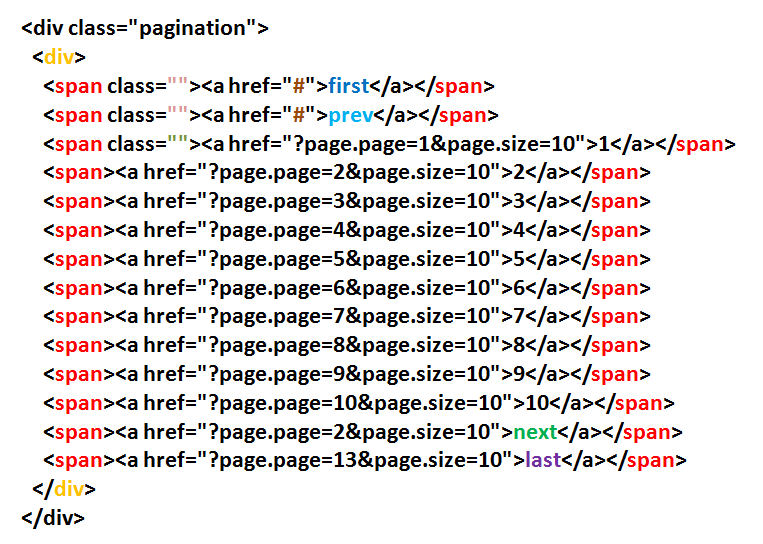 <div class="pagination">
<div>
<span class=""><a href="#">first</a></span>
<span class=""><a href="#">prev</a></span>
<span class=""><a href="?page.page=1&page.size=10">1</a></span>
<span><a href="?page.page=2&page.size=10">2</a></span>
<span><a href="?page.page=3&page.size=10">3</a></span>
<span><a href="?page.page=4&page.size=10">4</a></span>
<span><a href="?page.page=5&page.size=10">5</a></span>
<span><a href="?page.page=6&page.size=10">6</a></span>
<span><a href="?page.page=7&page.size=10">7</a></span>
<span><a href="?page.page=8&page.size=10">8</a></span>
<span><a href="?page.page=9&page.size=10">9</a></span>
<span><a href="?page.page=10&page.size=10">10</a></span>
<span><a href="?page.page=2&page.size=10">next</a></span>
<span><a href="?page.page=13&page.size=10">last</a></span>
</div>
</div>